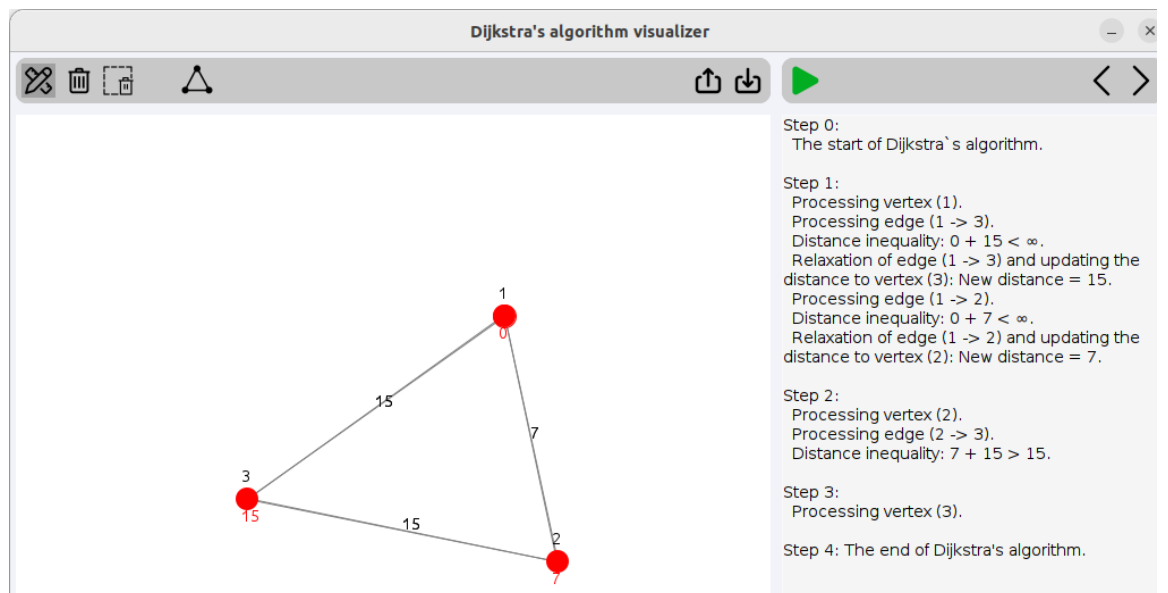 Dijkstra's algorithm visualizer
Step 0:
The start of Dijkstra`s algorithm.
Step 1:
Processing vertex (1).
Processing edge (1 -> 3).
Distance inequality: 0 + 15 < ∞.
Relaxation of edge (1 -> 3) and updating the
distance to vertex (3): New distance = 15.
Processing edge (1 -> 2).
Distance inequality: 0 + 7 < ∞.
Relaxation of edge (1 -> 2) and updating the
distance to vertex (2): New distance = 7.
Step 2:
Processing vertex (2).
Processing edge (2 -> 3).
Distance inequality: 7 + 15 > 15.
Step 3:
Processing vertex (3).
Step 4: The end of Dijkstra's algorithm.
1
0
15
7
3
15
15
2
7